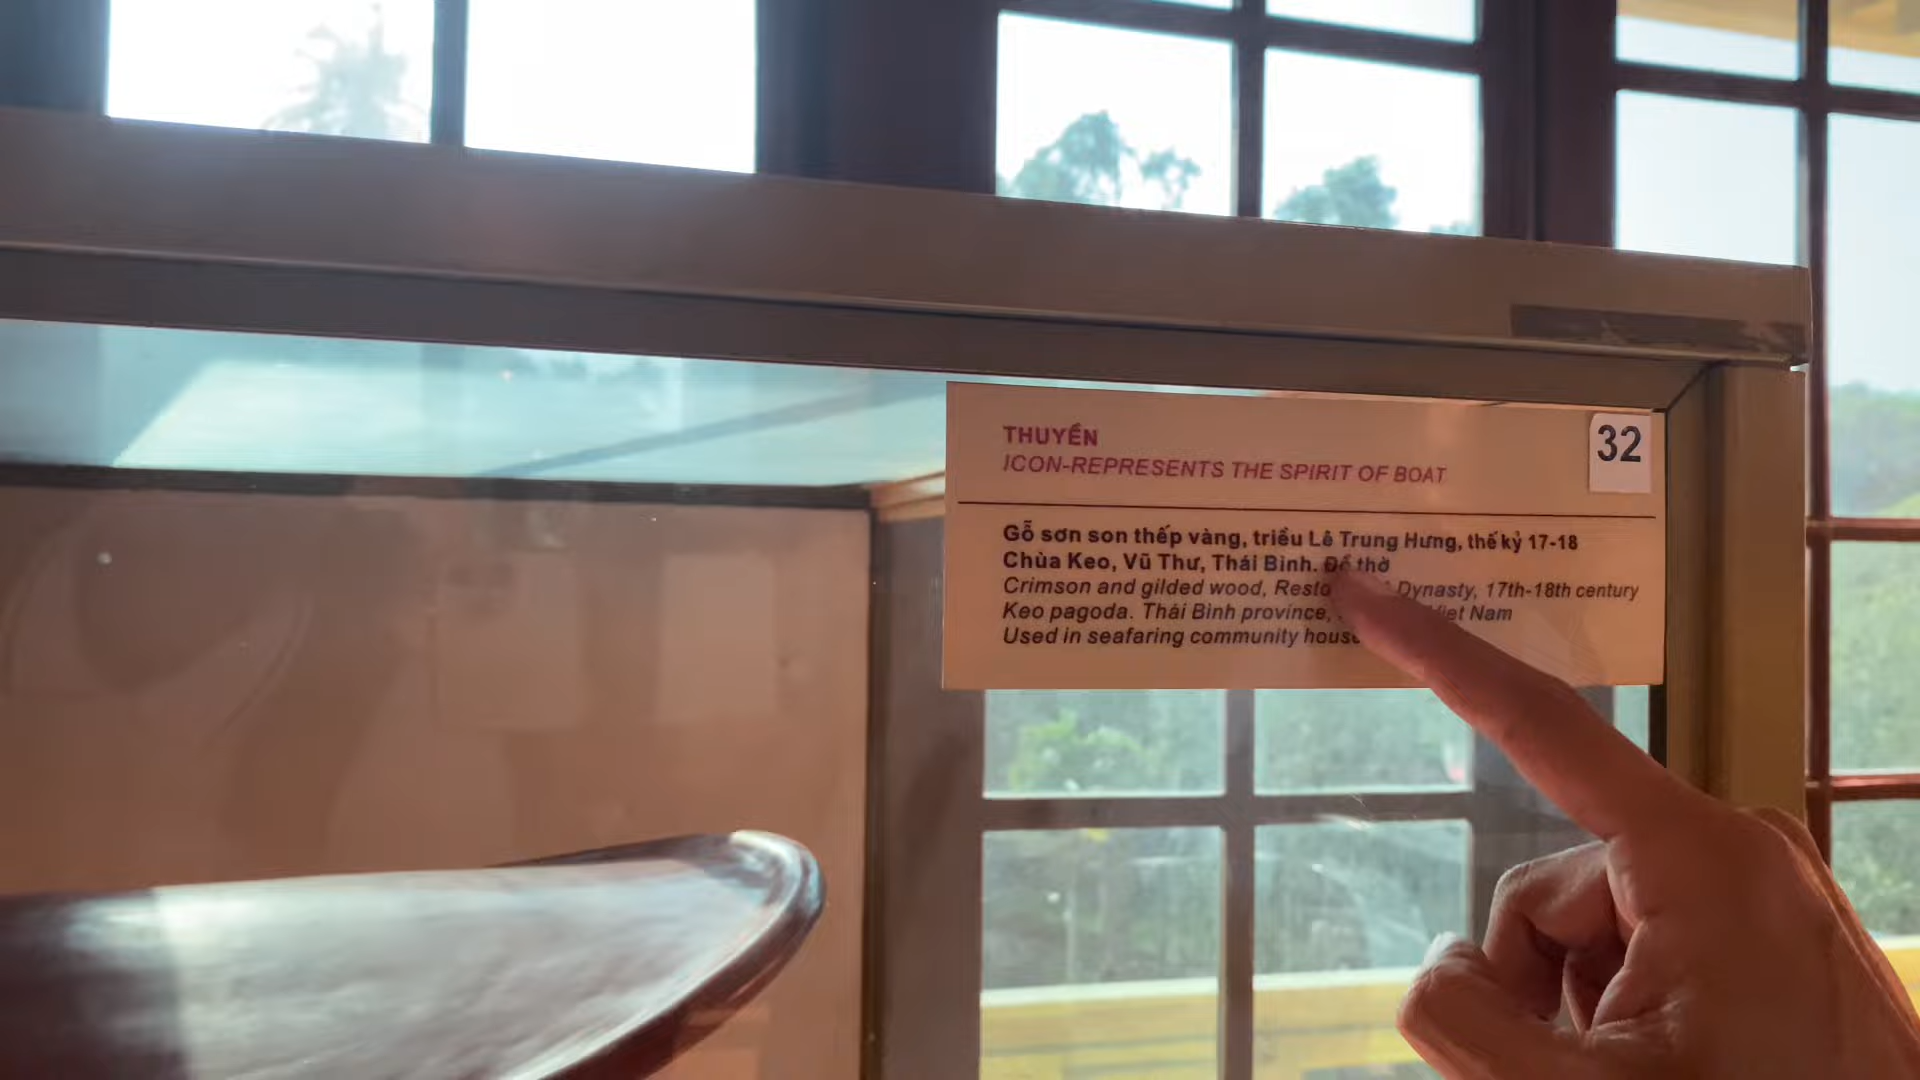 THUYỀN
32
ICON-REPRESENTS THE SPIRIT OF BOAT
Gỗ sơn son thếp vàng, triều Lê Trung Hưng, thế kỷ 17-18
Chùa Keo, Vũ Thư, Thái Bình. Đồ thờ
Crimson and gilded wood, Dynasty, 17th-18th century
Keo pagoda. Thái Bình province, Viet Nam
Used in seafaring community